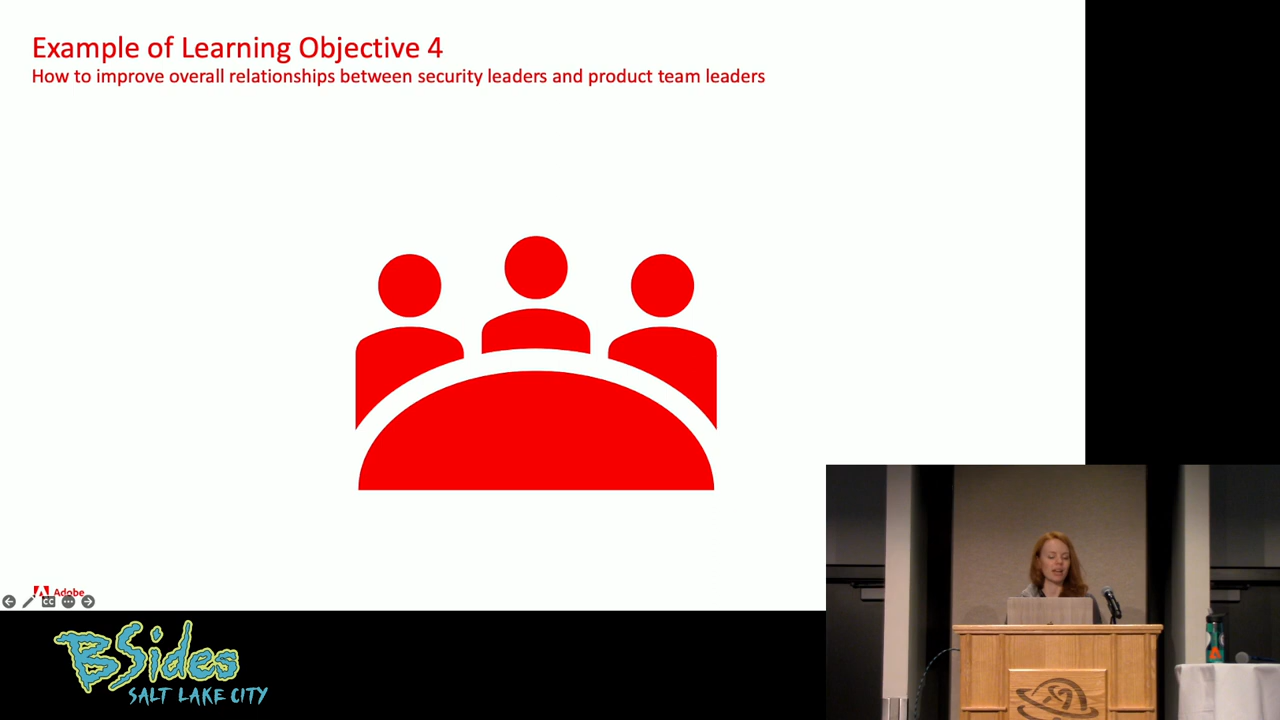 Example of Learning Objective 4
How to improve overall relationships between security leaders and product team leaders
Adobe
CC
BSides
SALT LAKE CITY